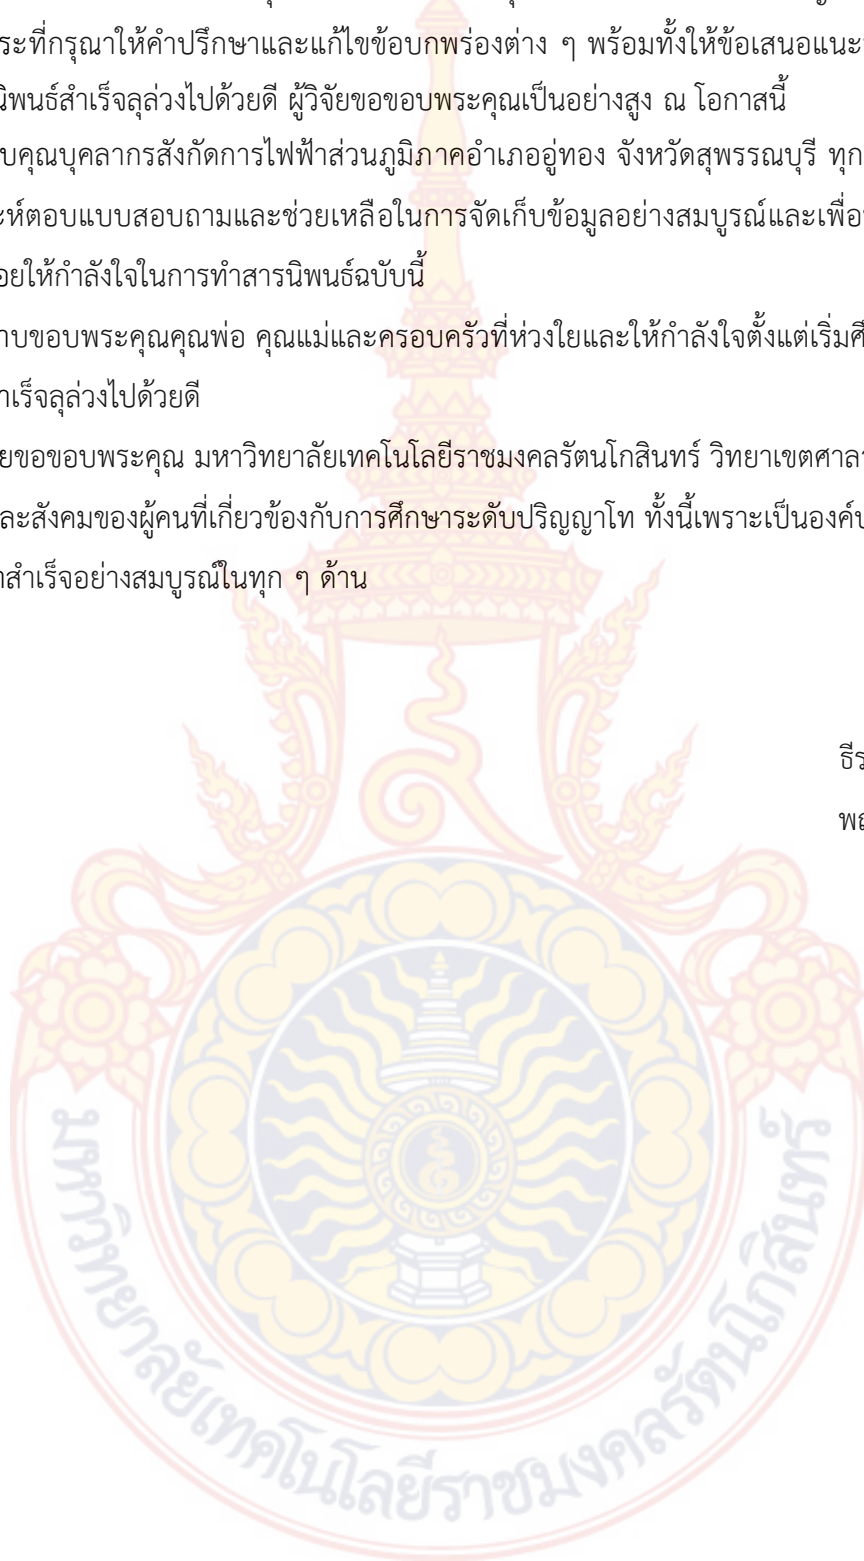 ระที่กรุณาให้คำปรึกษาและแก้ไขข้อบกพร่องต่าง ๆ พร้อมทั้งให้ข้อเสนอแนะ
นิพนธ์สำเร็จลุล่วงไปด้วยดี ผู้วิจัยขอขอบพระคุณเป็นอย่างสูง ณ โอกาสนี้
บคุณบุคลากรสังกัดการไฟฟ้าส่วนภูมิภาคอำเภออู่ทอง จังหวัดสุพรรณบุรี ทุก
ะห์ตอบแบบสอบถามและช่วยเหลือในการจัดเก็บข้อมูลอย่างสมบูรณ์และเพื่อ
อยให้กำลังใจในการทำสารนิพนธ์ฉบับนี้
าบขอบพระคุณคุณพ่อ คุณแม่และครอบครัวที่ห่วงใยและให้กำลังใจตั้งแต่เริ่มศึ
ำเร็จลุล่วงไปด้วยดี
ยขอขอบพระคุณ มหาวิทยาลัยเทคโนโลยีราชมงคลรัตนโกสินทร์ วิทยาเขตศาลา
ละสังคมของผู้คนที่เกี่ยวข้องกับการศึกษาระดับปริญญาโท ทั้งนี้เพราะเป็นองค์ป
สำเร็จอย่างสมบูรณ์ในทุก ๆ ด้าน
ธีร
พฤ
มหาวิทยาลัยเทคโนโลยีราชมงคลรัตนโกสินทร์